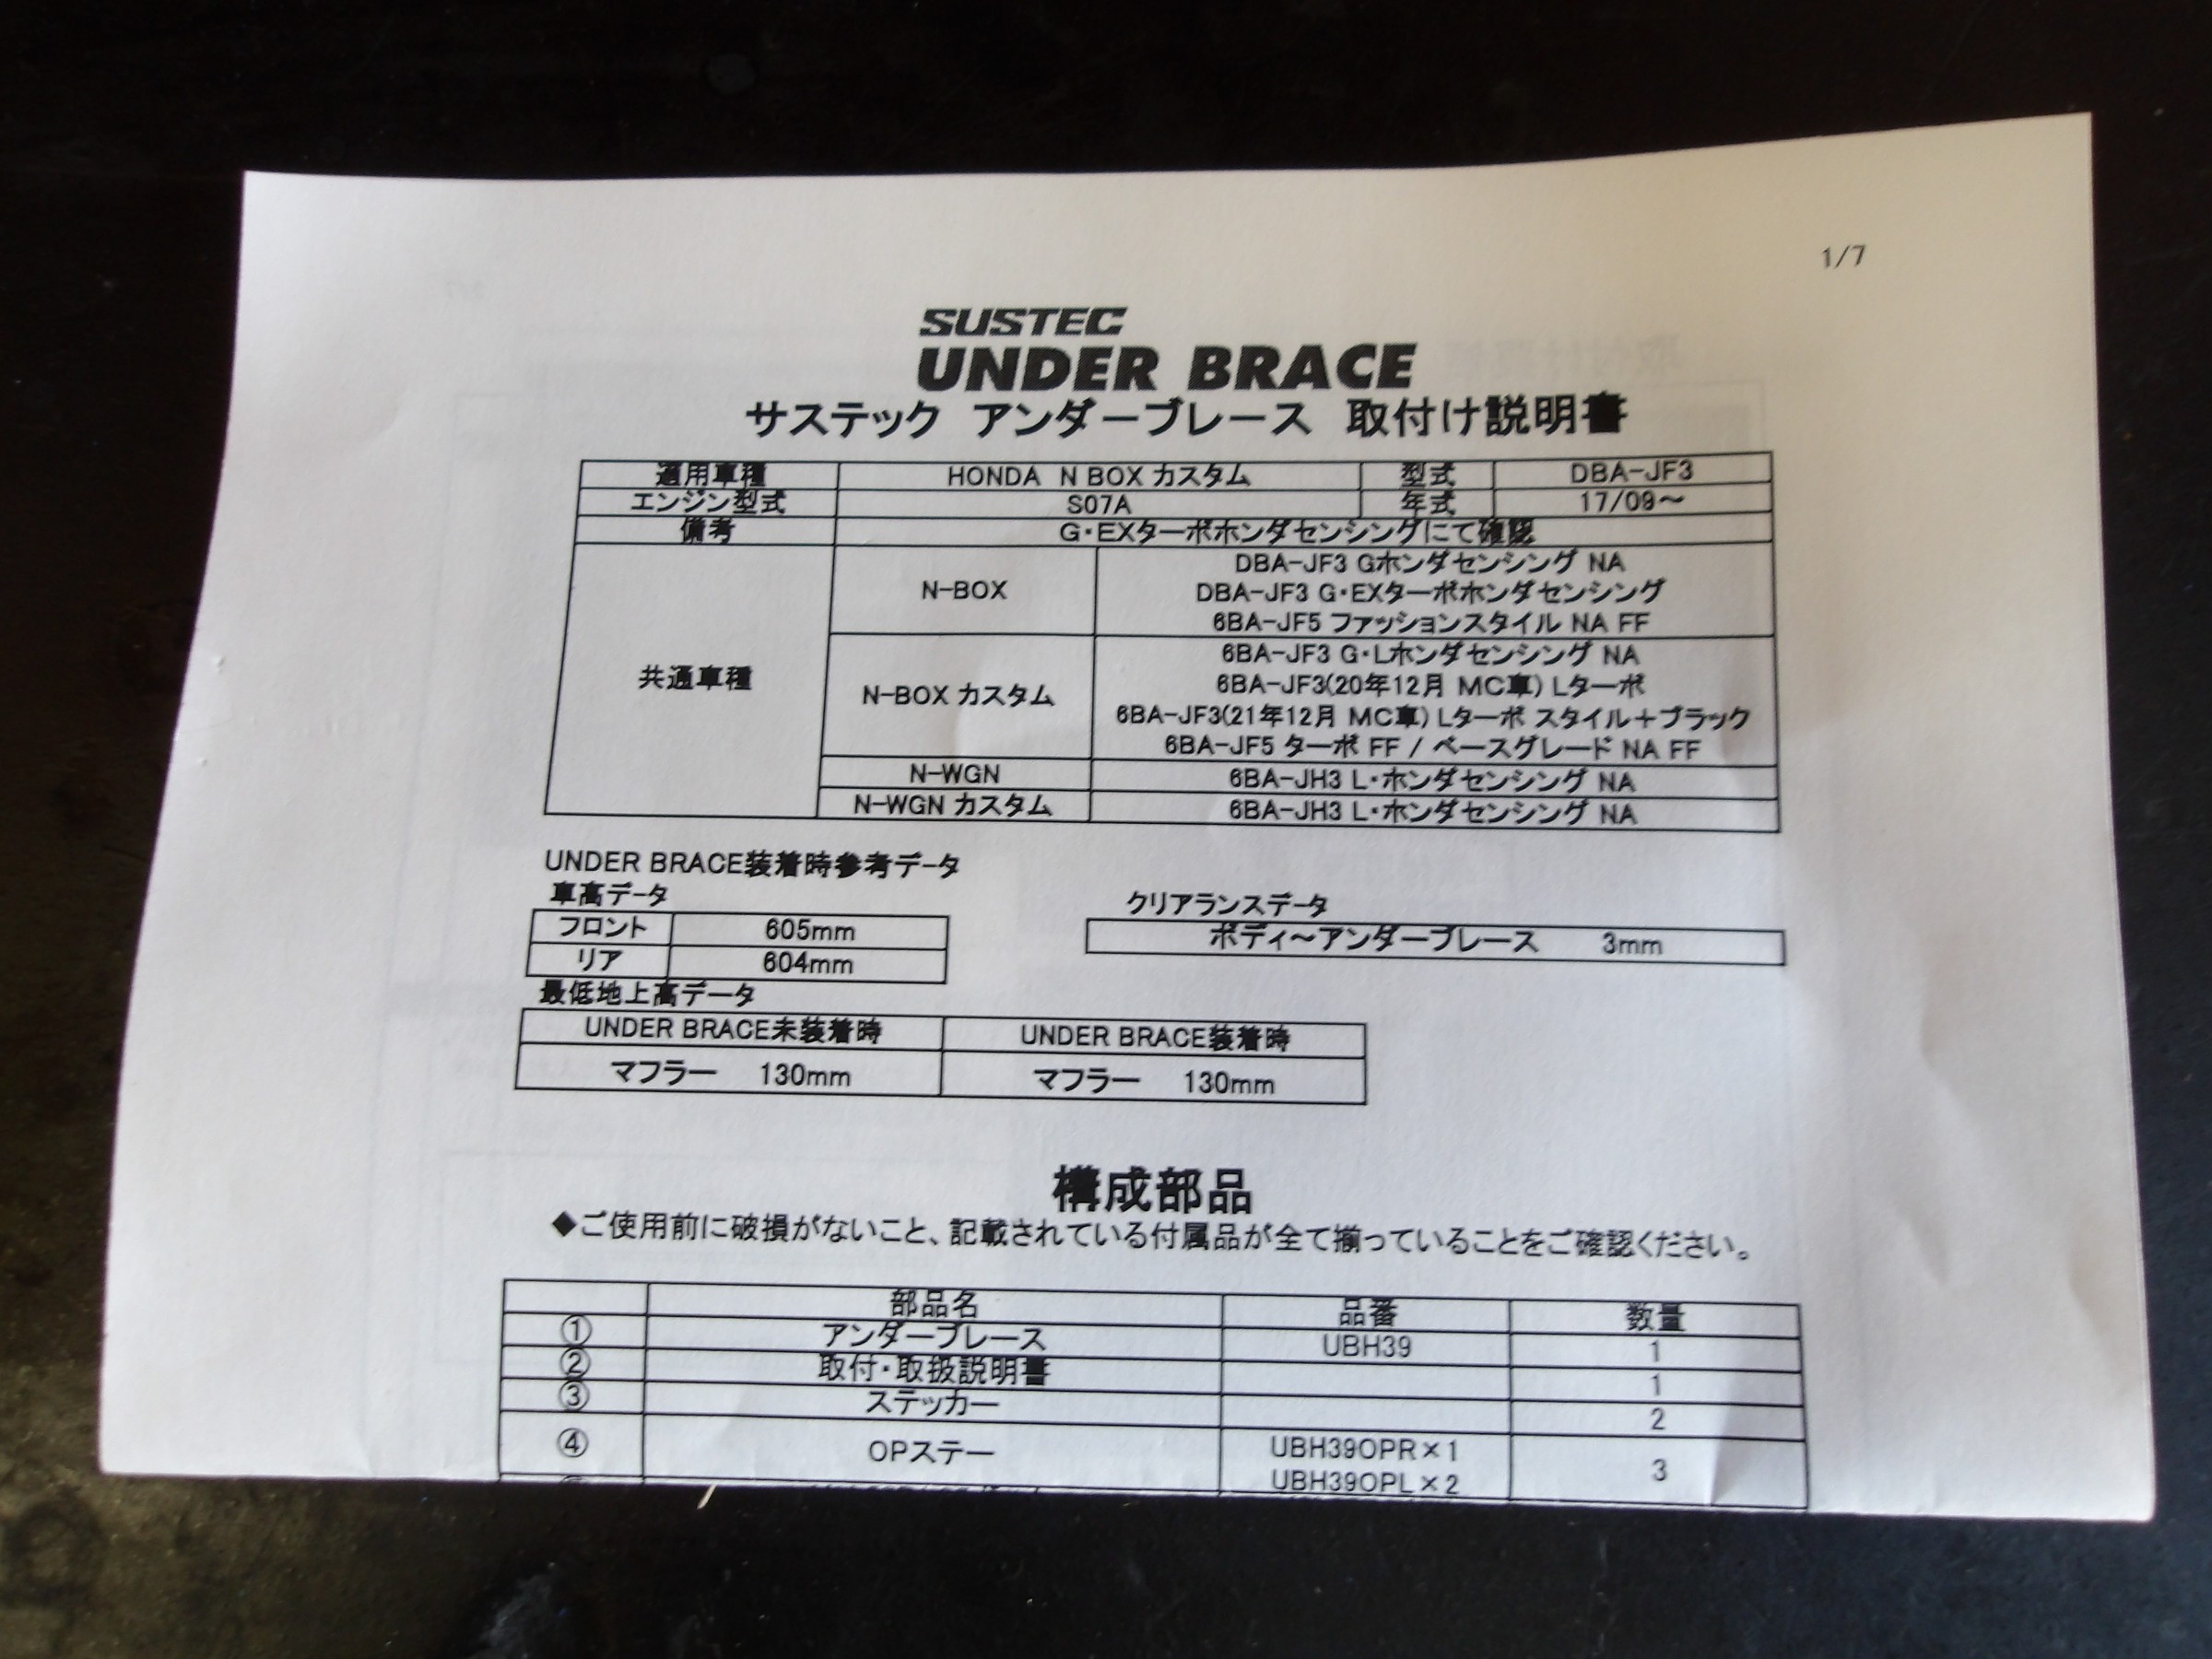 1/7
SUSTEC
UNDER BRACE
サステック アンダーブレース 取付け説明書
適用車種 HONDA N BOX カスタム 型式 DBA-JF3
エンジン型式 S07A 年式 17/09～
備考 G・EXターボホンダセンシングにて確認
共通車種
N-BOX
DBA-JF3 Gホンダセンシング NA
DBA-JF3 G・EXターボホンダセンシング
6BA-JF5 ファッションスタイル NA FF
N-BOX カスタム
6BA-JF3 G・Lホンダセンシング NA
6BA-JF3(20年12月 MC車) Lターボ
6BA-JF3(21年12月 MC車) Lターボ スタイル＋ブラック
6BA-JF5 ターボ FF / ベースグレード NA FF
N-WGN 6BA-JH3 L・ホンダセンシング NA
N-WGN カスタム 6BA-JH3 L・ホンダセンシング NA
UNDER BRACE装着時参考データ
車高データ
フロント 605mm
リア 604mm
クリアランスデータ
ボディ～アンダーブレース 3mm
最低地上高データ
UNDER BRACE未装着時 UNDER BRACE装着時
マフラー 130mm マフラー 130mm
構成部品
◆ご使用前に破損がないこと、記載されている付属品が全て揃っていることをご確認ください。
部品名 品番 数量
① アンダーブレース UBH39 1
② 取付・取扱説明書 1
③ ステッカー 2
④ OPステー UBH39OPR×1 3
UBH39OPL×2